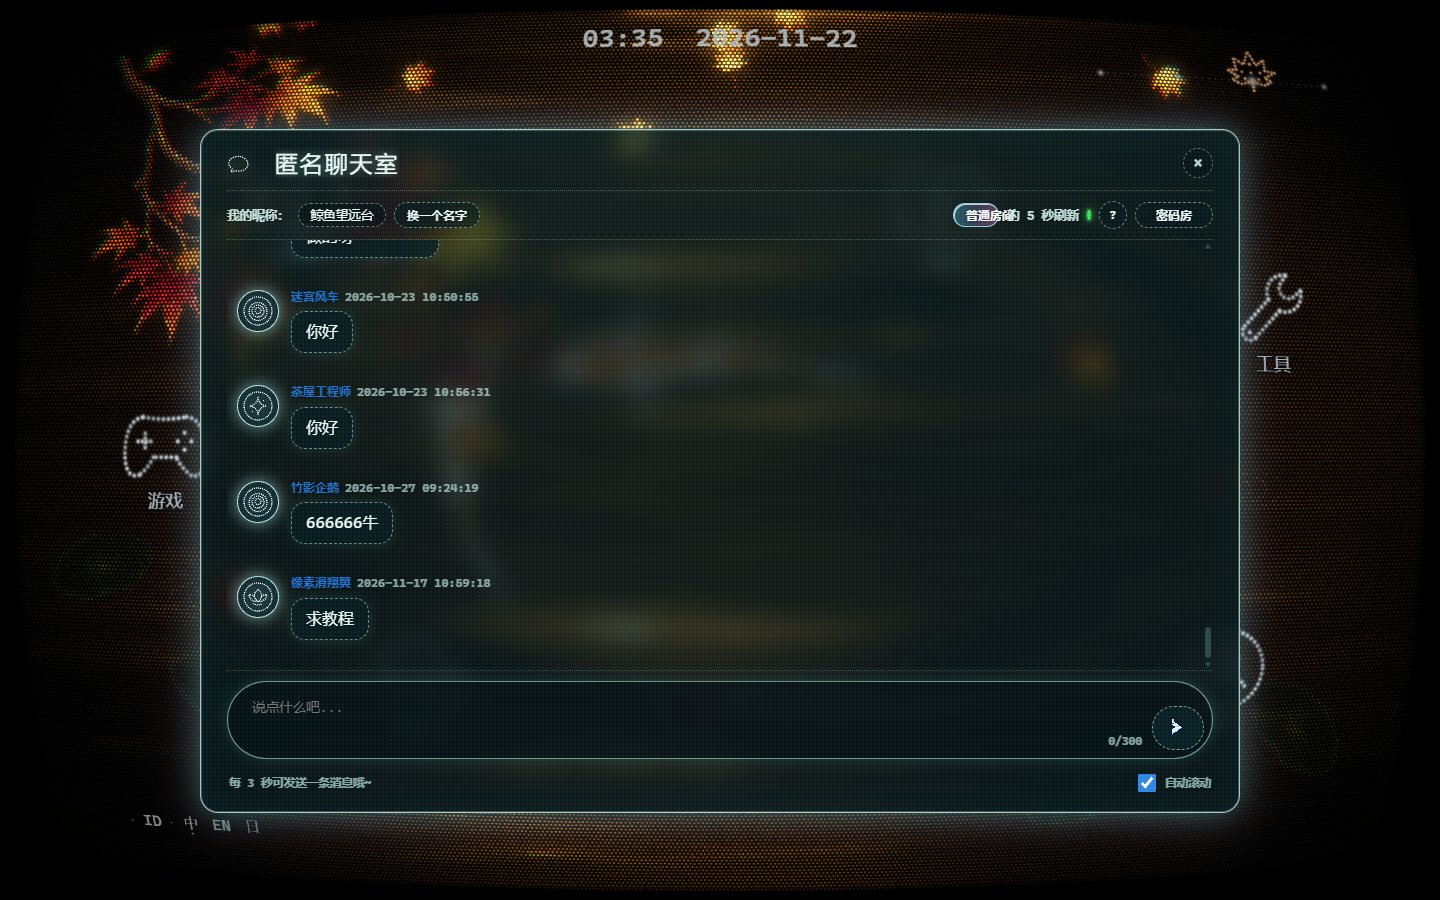 03:35 2026-11-22
匿名聊天室
×
我的昵称: 鲸鱼望远台 换一个名字 普通房间 约 5 秒刷新 ? 密码房
迷宫风车 2026-10-23 10:50:55
你好
茶屋工程师 2026-10-23 10:56:31
你好
竹影企鹅 2026-10-27 09:24:19
666666牛
像素滑翔翼 2026-11-17 10:59:18
求教程
游戏
工具
说点什么吧...
0/300
每 3 秒可发送一条消息哦~
自动滚动
· ID · 中 EN 日